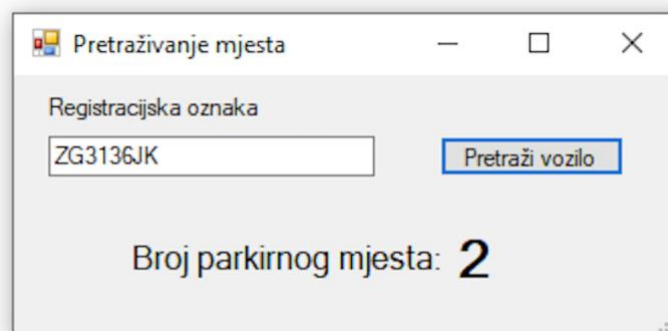 Pretraživanje mjesta
Registracijska oznaka
ZG3136JK
Pretraži vozilo
Broj parkirnog mjesta: 2